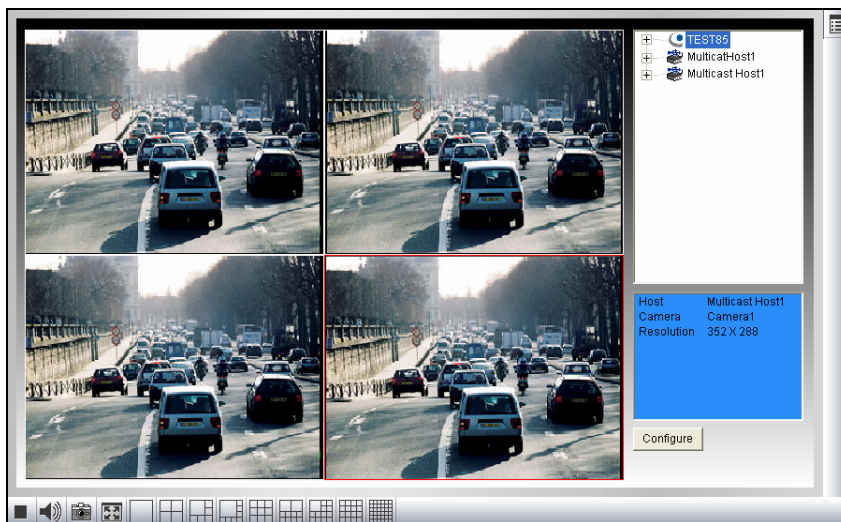 TEST85
MulticatHost1
Multicast Host1
Host Multicast Host1
Camera Camera1
Resolution 352 X 288
Configure